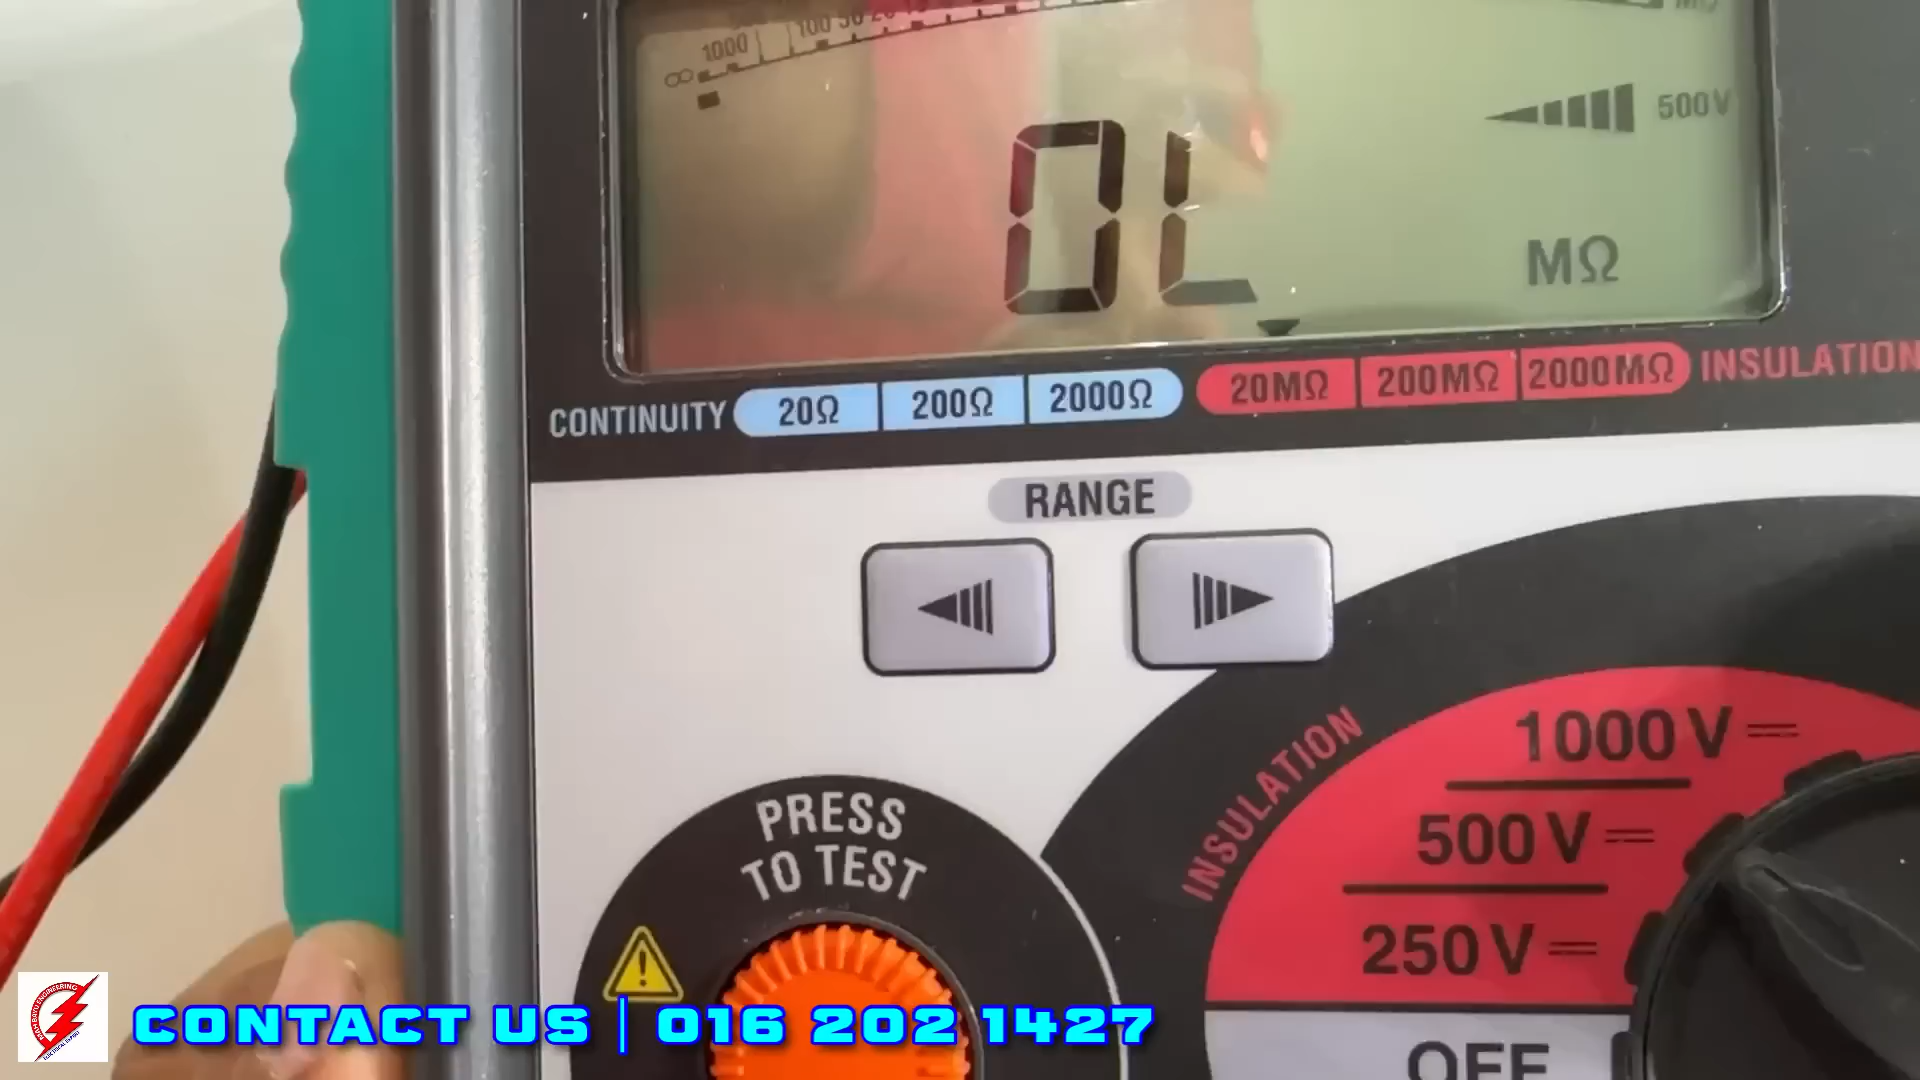 1000
∞
500V
OL
MΩ
CONTINUITY 20Ω 200Ω 2000Ω 20MΩ 200MΩ 2000MΩ INSULATION
RANGE
INSULATION
1000V
500V
250V
OFF
PRESS
TO TEST
CONTACT US | 016 202 1427